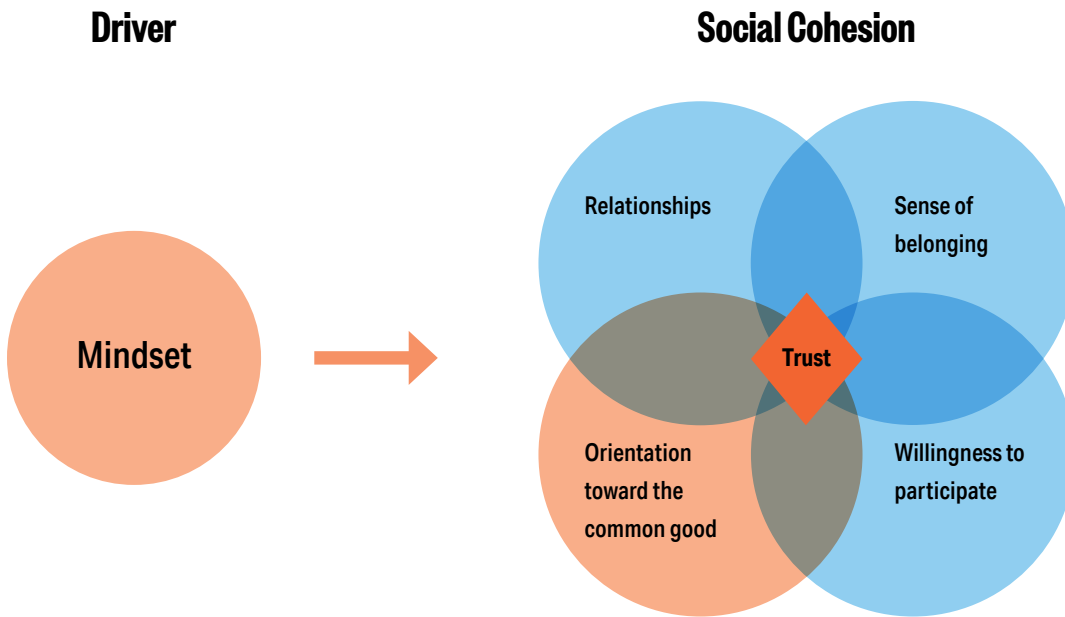 Driver
Social Cohesion
Relationships
Sense of
belonging
Mindset
Trust
Orientation
toward the
common good
Willingness to
participate